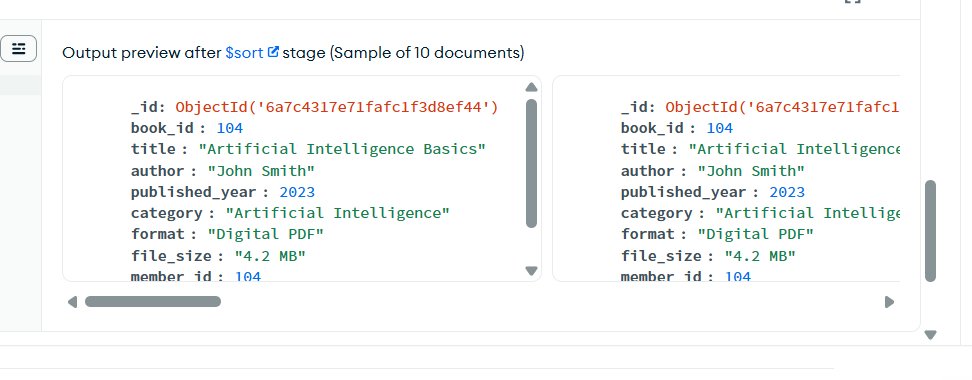 Output preview after $sort stage (Sample of 10 documents)
_id: ObjectId('6a7c4317e71fafc1f3d8ef44')
book_id : 104
title : "Artificial Intelligence Basics"
author : "John Smith"
published_year : 2023
category : "Artificial Intelligence"
format : "Digital PDF"
file_size : "4.2 MB"
member_id : 104
_id: ObjectId('6a7c4317e71fafc1
book_id : 104
title : "Artificial Intelligence
author : "John Smith"
published_year : 2023
category : "Artificial Intellige
format : "Digital PDF"
file_size : "4.2 MB"
member_id : 104